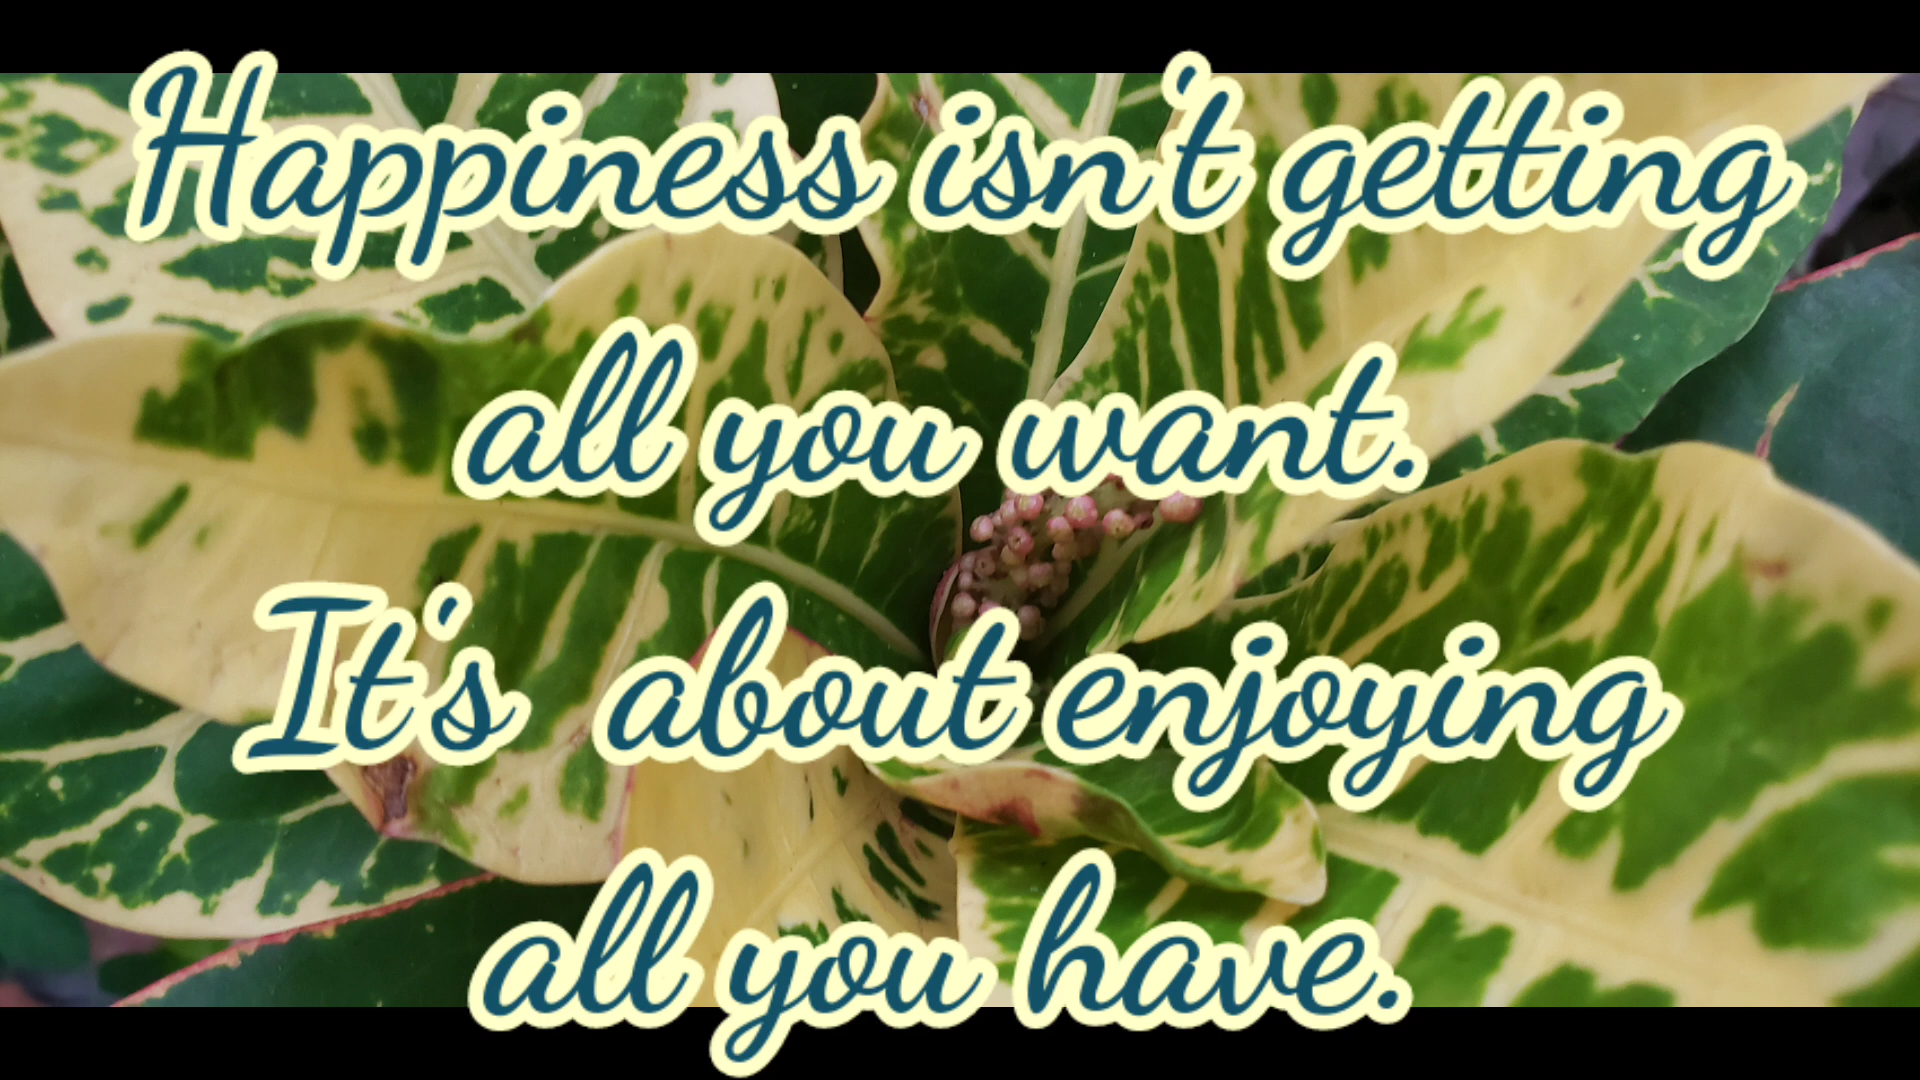 Happiness isn't getting
all you want.
It's about enjoying
all you have.